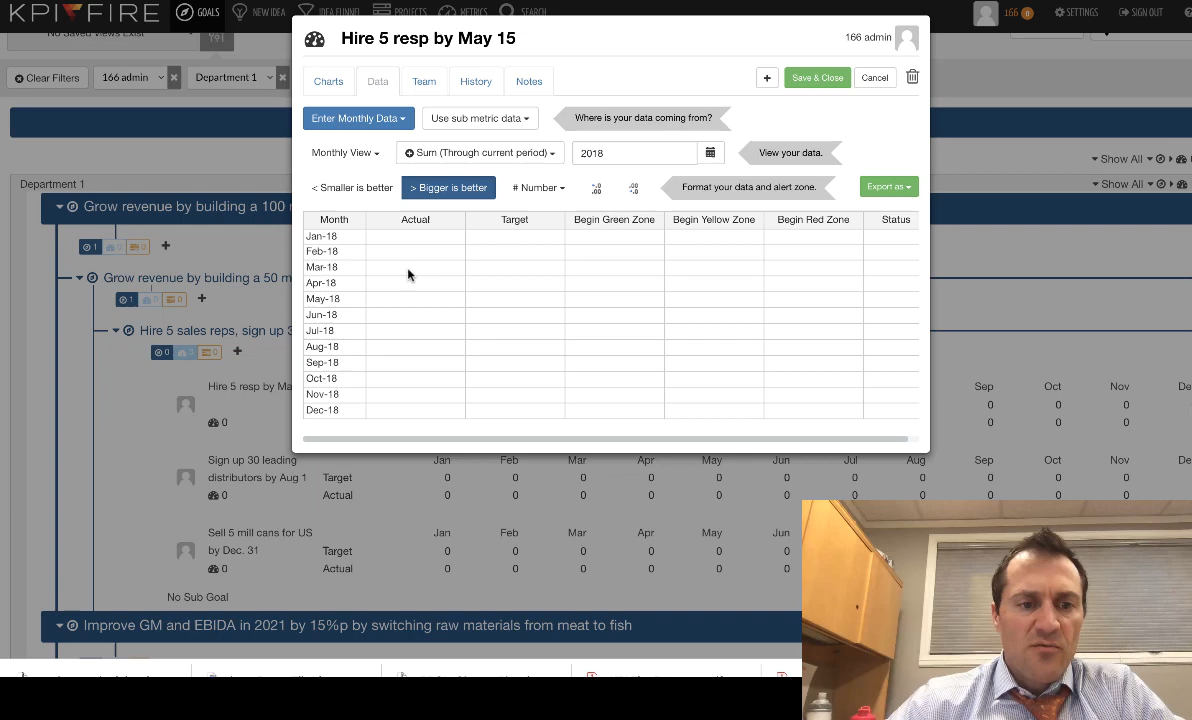 KPI FIRE
GOALS
NEW IDEA
IDEA FUNNEL
PROJECTS
METRICS
SEARCH
166
SETTINGS
SIGN OUT
No Saved Views Exist
Clear Filters
166 admin
Department 1
Hire 5 resp by May 15
166 admin
Charts
Data
Team
History
Notes
+
Save & Close
Cancel
Enter Monthly Data
Use sub metric data
Where is your data coming from?
Monthly View
Sum (Through current period)
2018
View your data.
< Smaller is better
> Bigger is better
# Number
Format your data and alert zone.
Export as
Month Actual Target Begin Green Zone Begin Yellow Zone Begin Red Zone Status
Jan-18
Feb-18
Mar-18
Apr-18
May-18
Jun-18
Jul-18
Aug-18
Sep-18
Oct-18
Nov-18
Dec-18
Show All
Show All
Department 1
Grow revenue by building a 100
1 0 0 +
Grow revenue by building a 50 m
1 0 0 +
Hire 5 sales reps, sign up 3
0 3 0 +
Hire 5 resp by Ma
0
Sep Oct Nov De
0 0 0
0 0 0
Sign up 30 leading
distributors by Aug 1
0
Jan Feb Mar Apr May Jun Jul Aug Sep Oct Nov De
Target 0 0 0 0 0 0 0 0 0 0 0
Actual 0 0 0 0 0 0 0 0 0 0 0
Sell 5 mill cans for US
by Dec. 31
0
Jan Feb Mar Apr May Jun
Target 0 0 0 0 0 0
Actual 0 0 0 0 0 0
No Sub Goal
Improve GM and EBIDA in 2021 by 15%p by switching raw materials from meat to fish